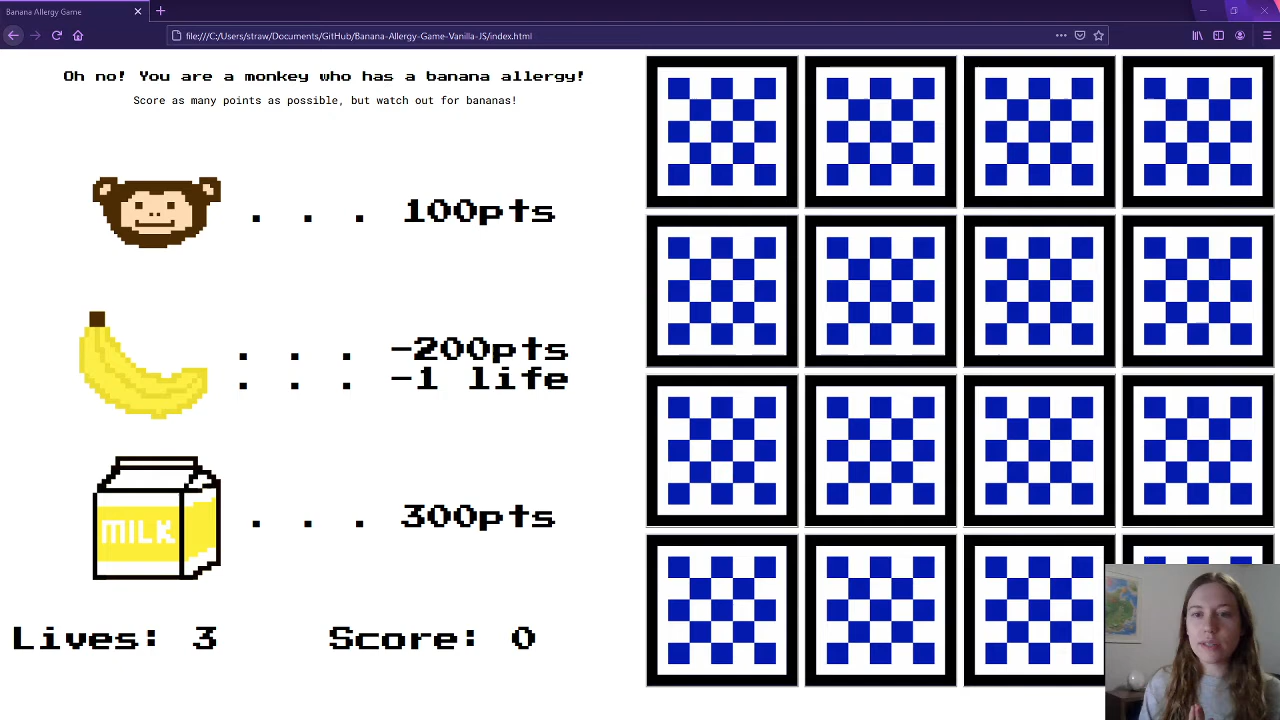 Banana Allergy Game
file:///C:/Users/straw/Documents/GitHub/Banana-Allergy-Game-Vanilla-JS/index.html
Oh no! You are a monkey who has a banana allergy!
Score as many points as possible, but watch out for bananas!
. . . 100pts
. . . -200pts
. . . -1 life
MILK
. . . 300pts
Lives: 3 Score: 0